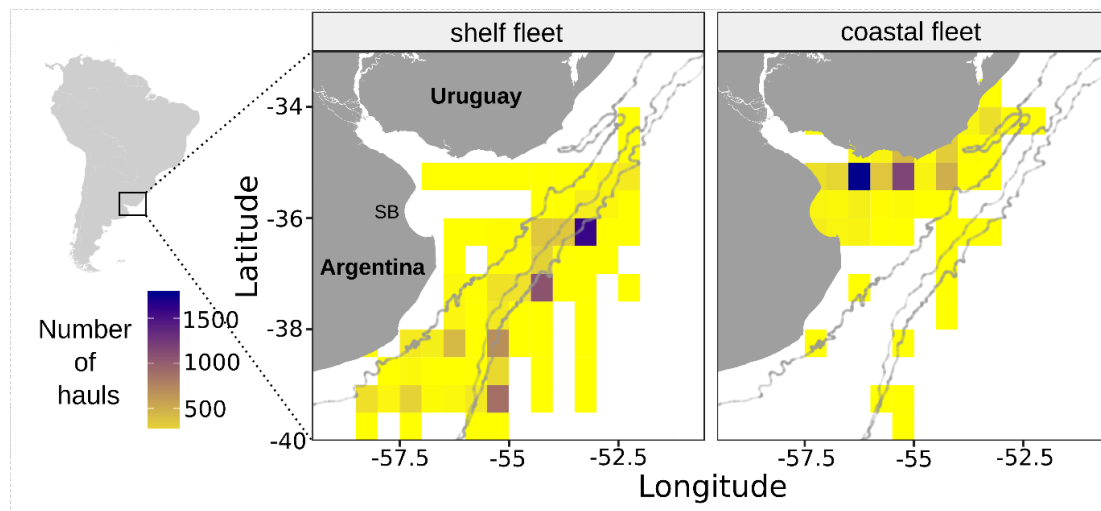 shelf fleet
coastal fleet
Uruguay
SB
Argentina
Latitude
-34
-36
-38
-40
Number
of
hauls
1500
1000
500
-57.5
-55
-52.5
-57.5
-55
-52.5
Longitude